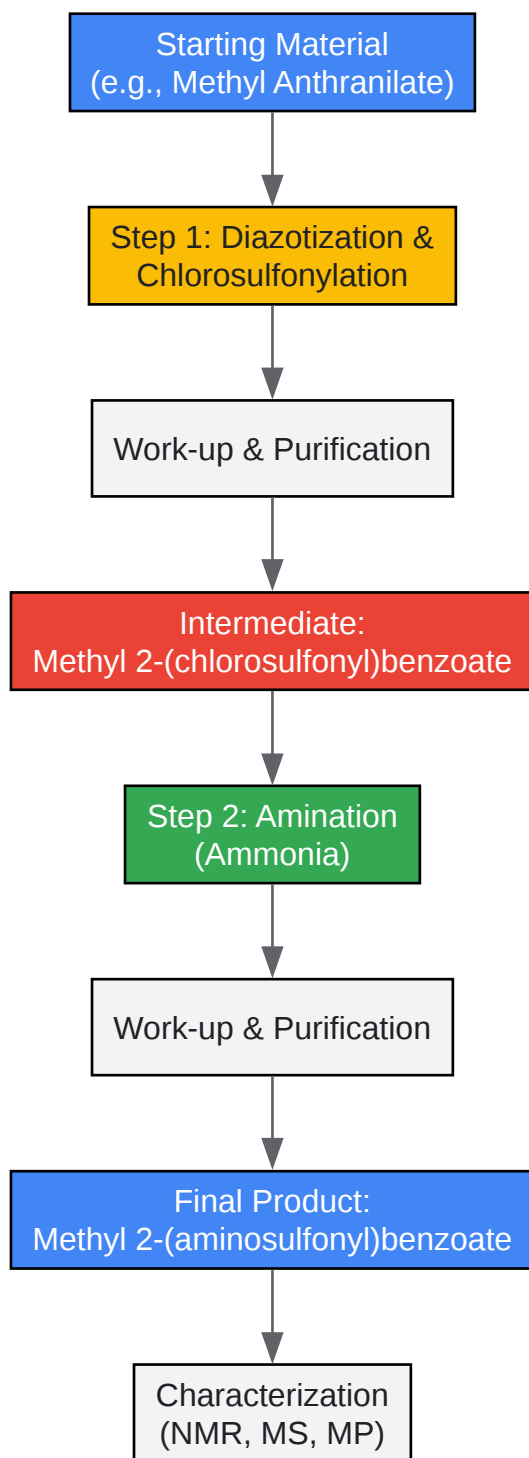 Starting Material
(e.g., Methyl Anthranilate)
Step 1: Diazotization &
Chlorosulfonylation
Work-up & Purification
Intermediate:
Methyl 2-(chlorosulfonyl)benzoate
Step 2: Amination
(Ammonia)
Work-up & Purification
Final Product:
Methyl 2-(aminosulfonyl)benzoate
Characterization
(NMR, MS, MP)